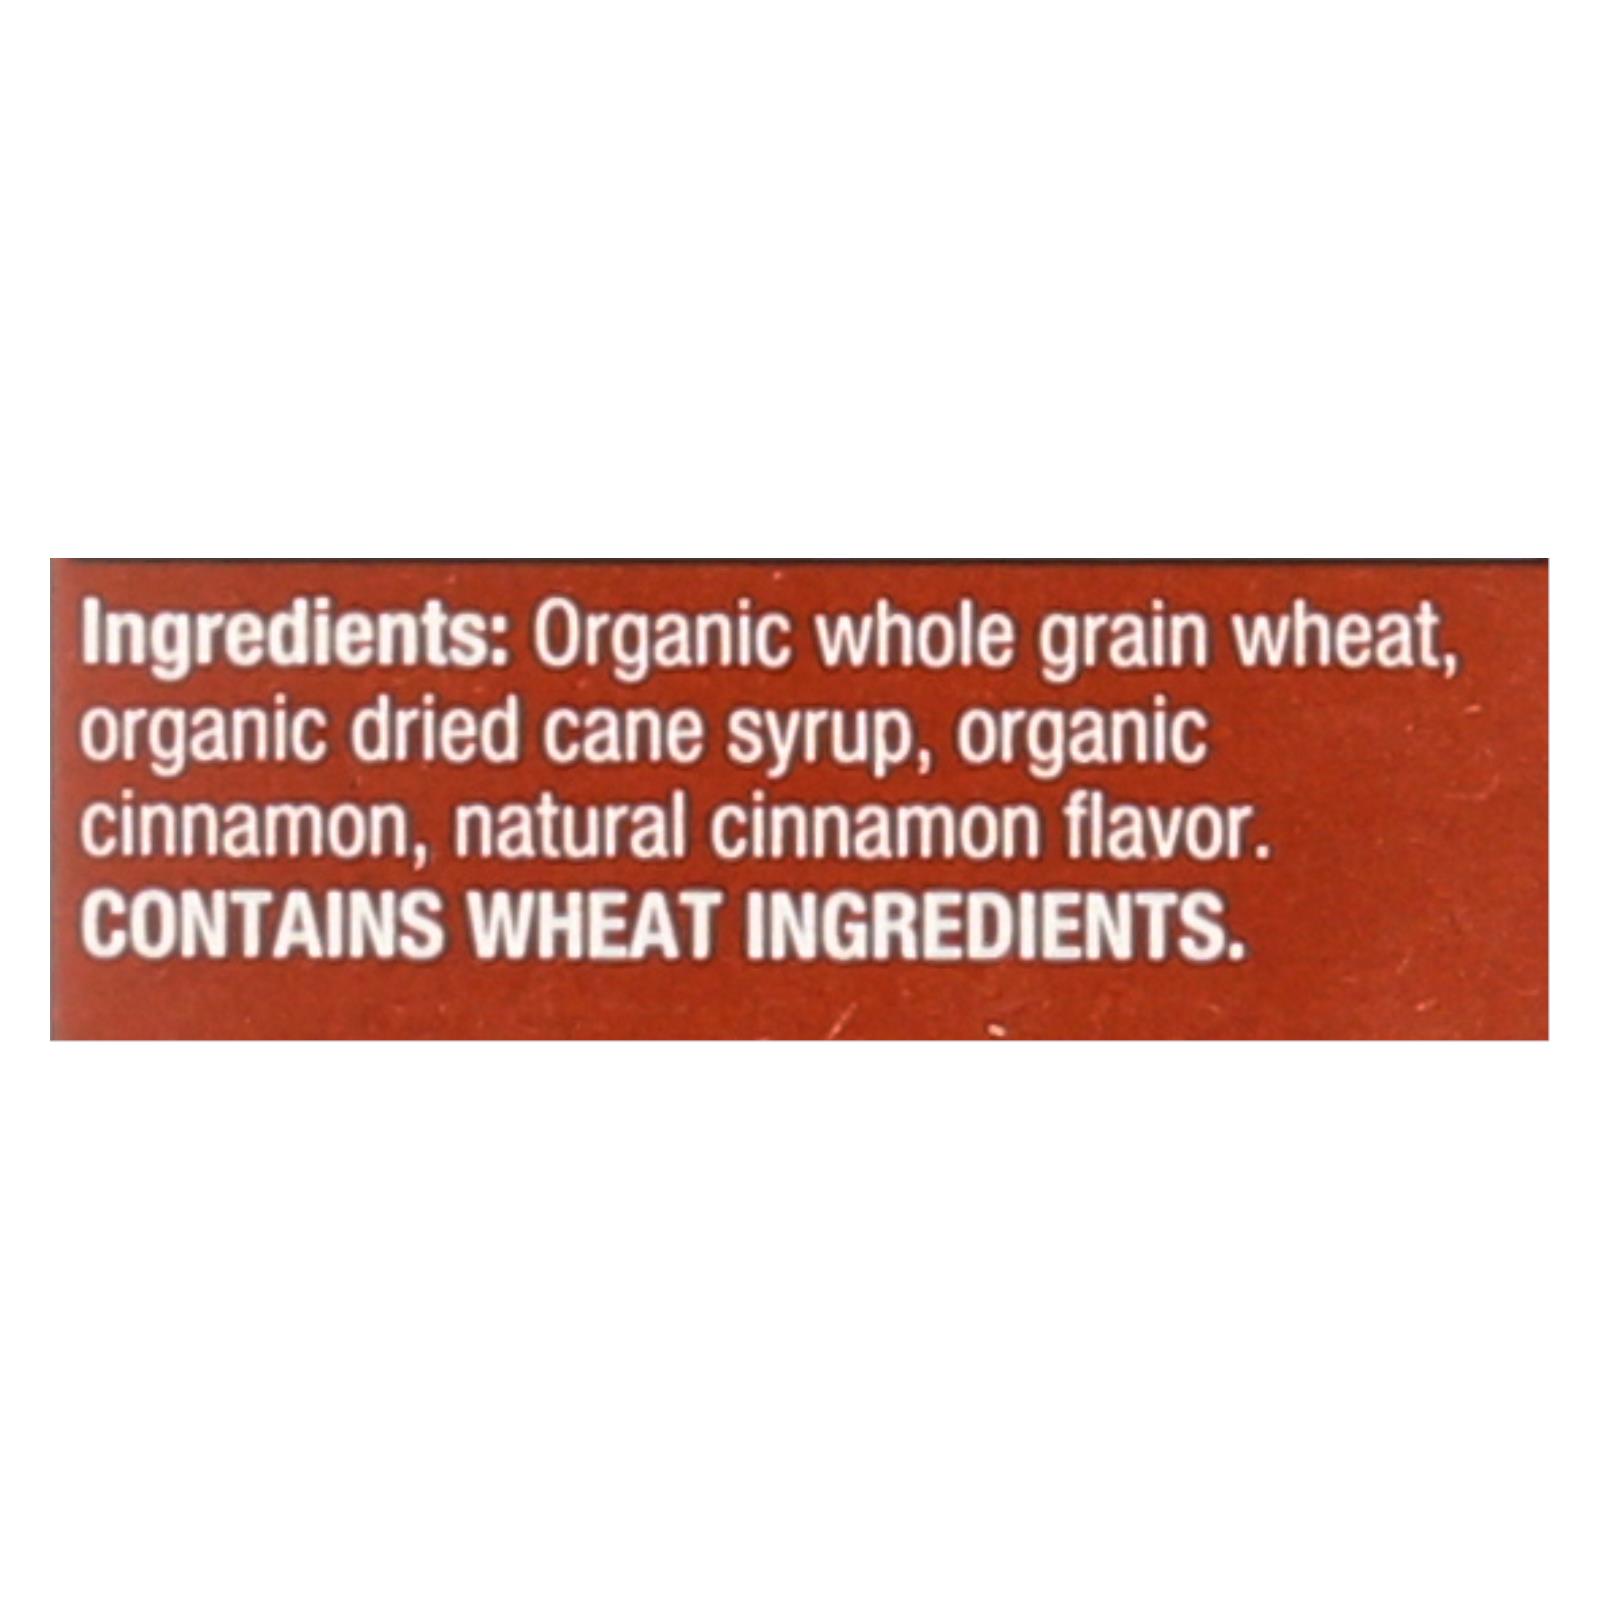 Ingredients: Organic whole grain wheat,
organic dried cane syrup, organic
cinnamon, natural cinnamon flavor.
CONTAINS WHEAT INGREDIENTS.